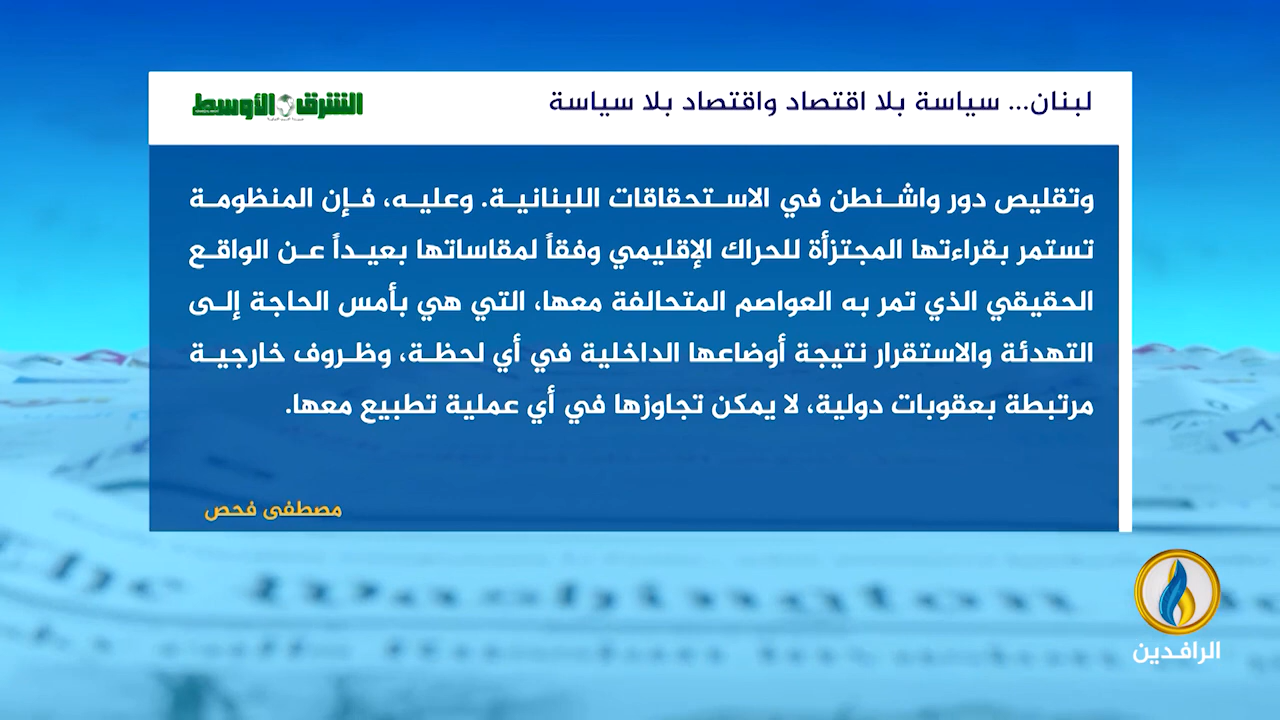 لبنان... سياسة بلا اقتصاد واقتصاد بلا سياسة
الشرق الأوسط
وتقليص دور واشنطن في الاستحقاقات اللبنانية. وعليه، فإن المنظومة
تستمر بقراءتها المجتزأة للحراك الإقليمي وفقاً لمقاساتها بعيداً عن الواقع
الحقيقي الذي تمر به العواصم المتحالفة معها، التي هي بأمس الحاجة إلى
التهدئة والاستقرار نتيجة أوضاعها الداخلية في أي لحظة، وظروف خارجية
مرتبطة بعقوبات دولية، لا يمكن تجاوزها في أي عملية تطبيع معها.
مصطفى فحص
الرافدين